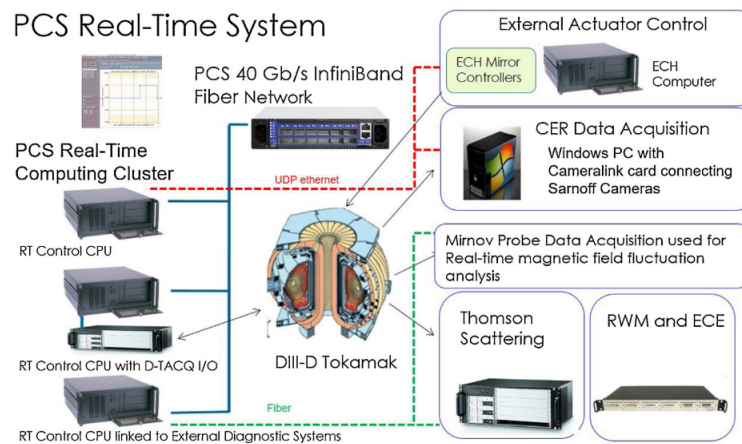 PCS Real-Time System
External Actuator Control
ECH Mirror
Controllers
ECH
Computer
PCS 40 Gb/s InfiniBand
Fiber Network
CER Data Acquisition
Windows PC with
Cameralink card connecting
Sarnoff Cameras
PCS Real-Time
Computing Cluster
UDP ethernet
RT Control CPU
Mirnov Probe Data Acquisition used for
Real-time magnetic field fluctuation
analysis
Thomson
Scattering
RWM and ECE
RT Control CPU with D-TACQ I/O
DIII-D Tokamak
Fiber
RT Control CPU linked to External Diagnostic Systems